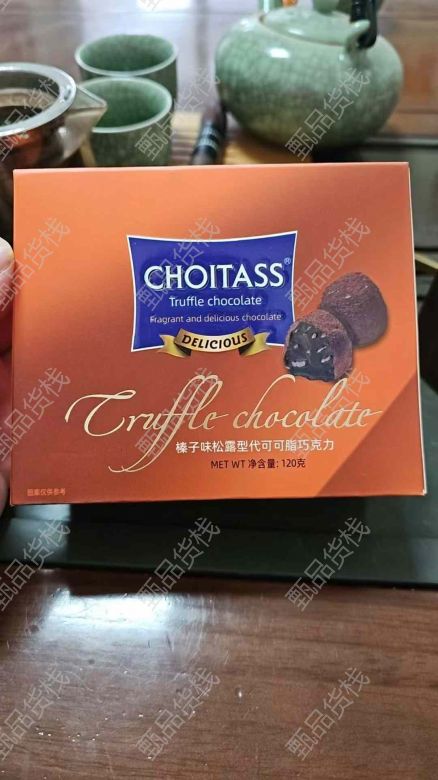 CHOITASS®
Truffle chocolate
Fragrant and delicious chocolate
DELICIOUS
Truffle chocolate
榛子味松露型代可可脂巧克力
MET WT 净含量: 120克
图案仅供参考
甄品货栈